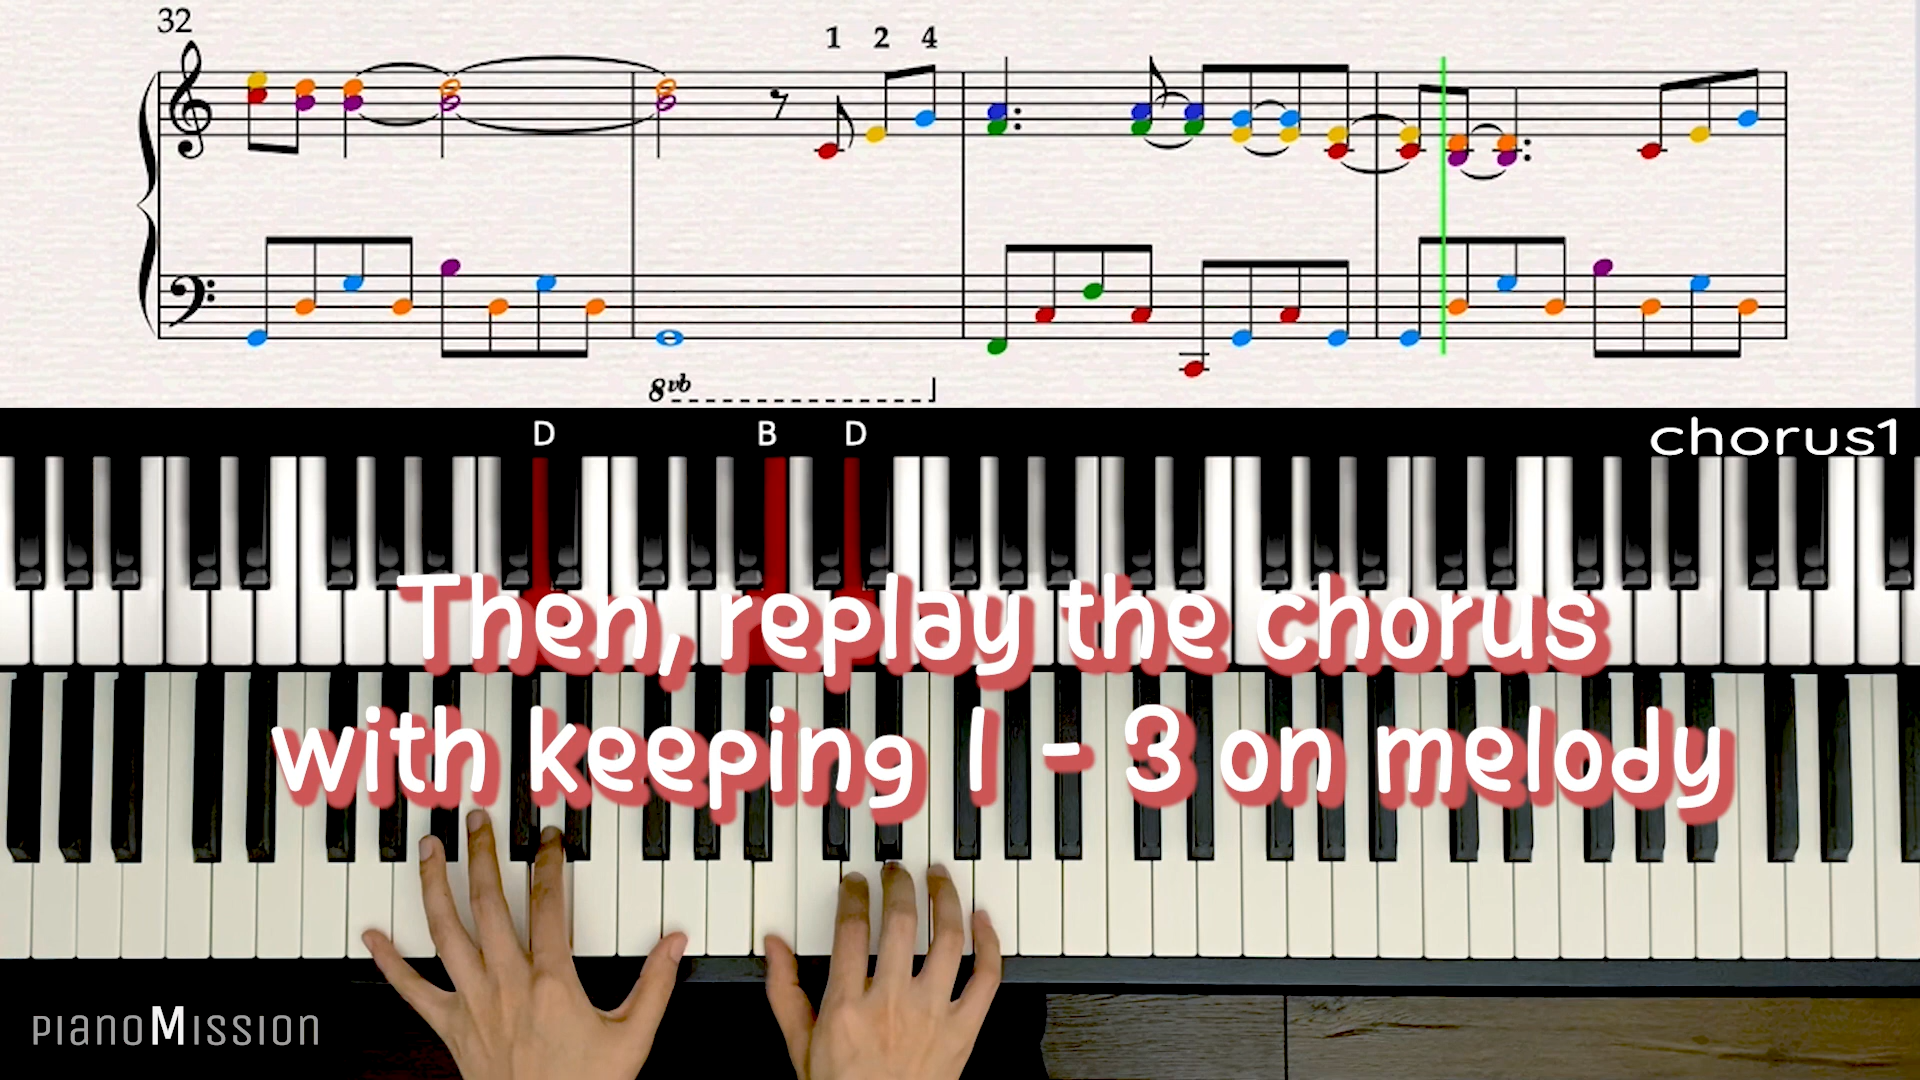 32
1 2 4
8vb
D B D
chorus1
Then, replay the chorus
with keeping 1 - 3 on melody
pianoMission